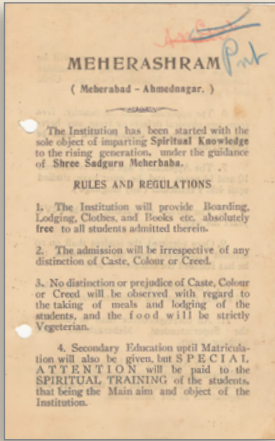 Pvt
MEHERASHRAM
( Meherabad - Ahmednagar. )
The Institution has been started with the
sole object of imparting Spiritual Knowledge
to the rising generation, under the guidance
of Shree Sadguru Meherbaba.
RULES AND REGULATIONS
1. The Institution will provide Boarding,
Lodging, Clothes, and Books etc. absolutely
free to all students admitted therein.
2. The admission will be irrespective of any
distinction of Caste, Colour or Creed.
3. No distinction or prejudice of Caste, Colour
or Creed will be observed with regard to
the taking of meals and lodging of the
students, and the food will be strictly
Vegeterian.
4. Secondary Education uptil Matricula-
tion will also be given, but SPECIAL
ATTENTION will be paid to the
SPIRITUAL TRAINING of the students,
that being the Main aim and object of the
Institution.